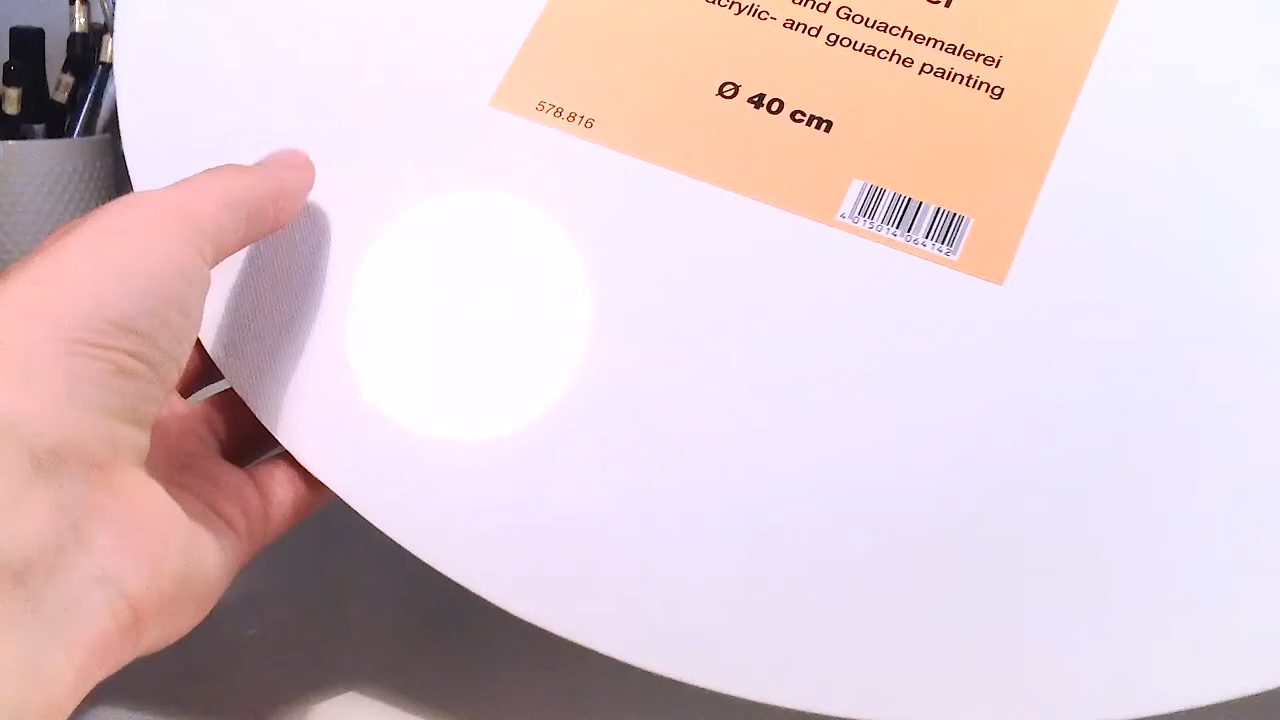 und Gouachemalerei
acrylic- and gouache painting
Ø 40 cm
578.816
4 015014 064142